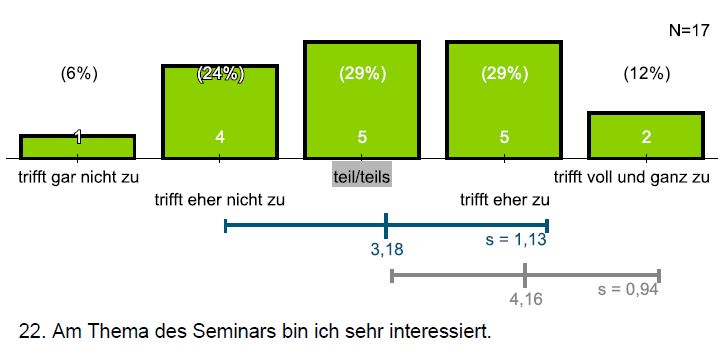 N=17
(6%) (24%) (29%) (29%) (12%)
1 4 5 5 2
trifft gar nicht zu teil/teils trifft voll und ganz zu
trifft eher nicht zu trifft eher zu
3,18 s = 1,13
4,16 s = 0,94
22. Am Thema des Seminars bin ich sehr interessiert.